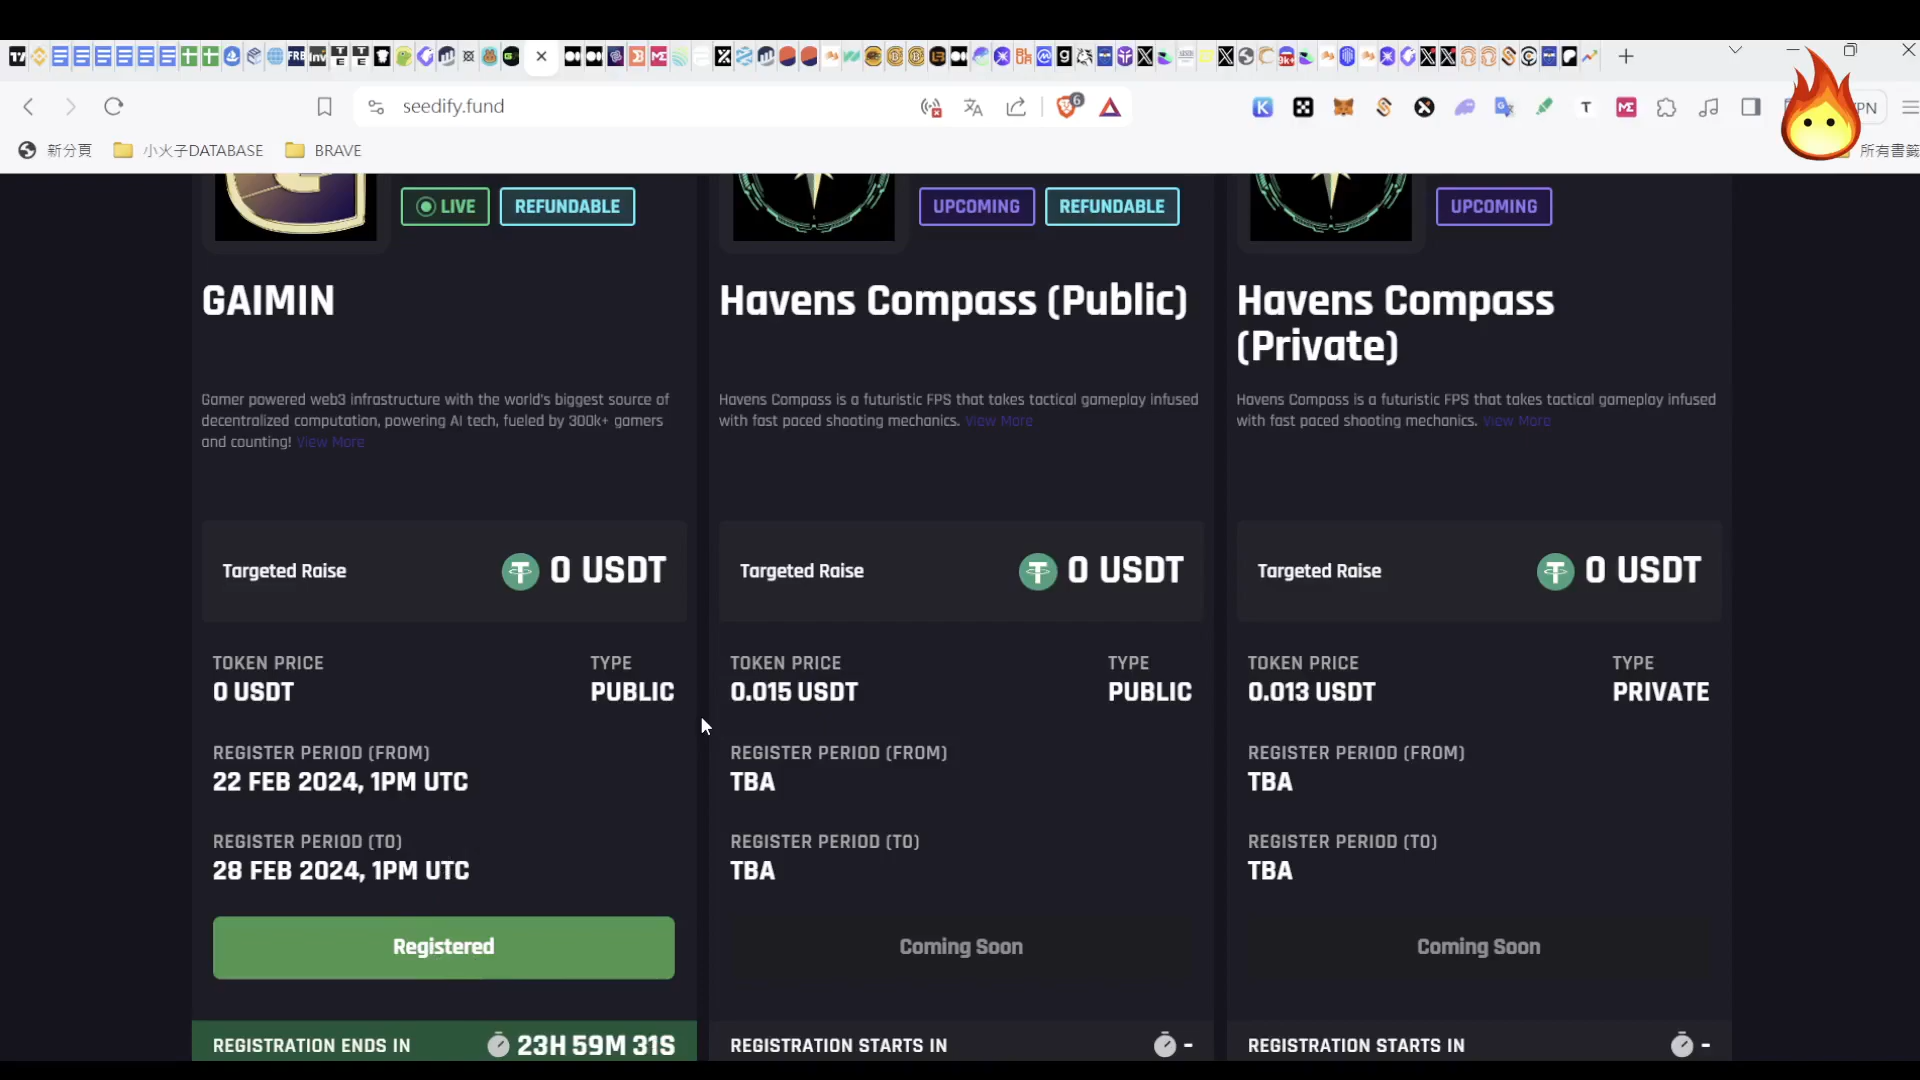 seedify.fund
6
PN
新分頁
小火子DATABASE
BRAVE
所有書籤
LIVE
REFUNDABLE
UPCOMING
REFUNDABLE
UPCOMING
GAIMIN
Havens Compass (Public)
Havens Compass
(Private)
Gamer powered web3 infrastructure with the world's biggest source of
decentralized computation, powering AI tech, fueled by 300k+ gamers
and counting! View More
Havens Compass is a futuristic FPS that takes tactical gameplay infused
with fast paced shooting mechanics. View More
Havens Compass is a futuristic FPS that takes tactical gameplay infused
with fast paced shooting mechanics. View More
Targeted Raise
0 USDT
Targeted Raise
0 USDT
Targeted Raise
0 USDT
TOKEN PRICE
TYPE
0 USDT
PUBLIC
TOKEN PRICE
TYPE
0.015 USDT
PUBLIC
TOKEN PRICE
TYPE
0.013 USDT
PRIVATE
REGISTER PERIOD (FROM)
22 FEB 2024, 1PM UTC
REGISTER PERIOD (FROM)
TBA
REGISTER PERIOD (FROM)
TBA
REGISTER PERIOD (TO)
28 FEB 2024, 1PM UTC
REGISTER PERIOD (TO)
TBA
REGISTER PERIOD (TO)
TBA
Registered
Coming Soon
Coming Soon
REGISTRATION ENDS IN
23H 59M 31S
REGISTRATION STARTS IN
-
REGISTRATION STARTS IN
-